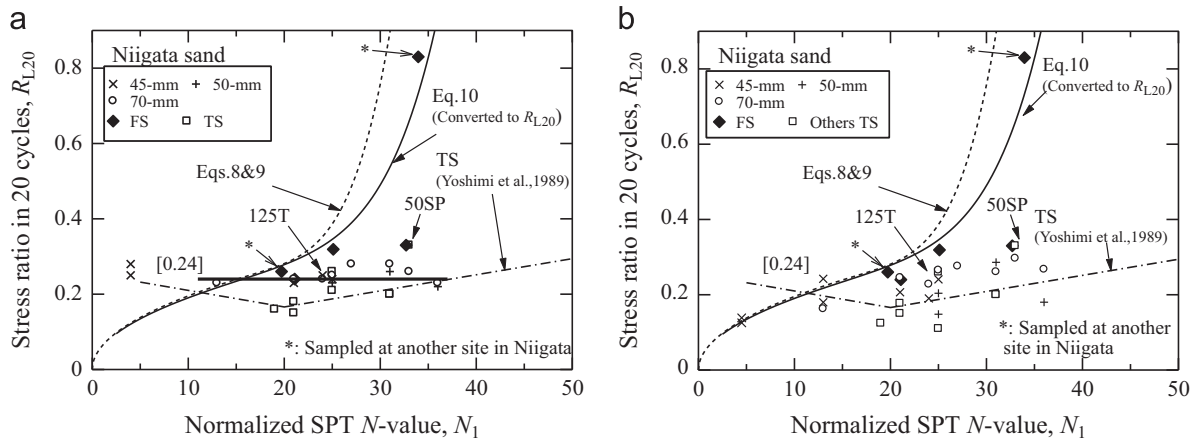 a
Stress ratio in 20 cycles, R_L20
0.8
0.6
0.4
0.2
0
0 10 20 30 40 50
Normalized SPT N-value, N_1
Niigata sand
45-mm 50-mm
70-mm
FS TS
*
Eq.10
(Converted to R_L20)
Eqs.8&9
TS
(Yoshimi et al.,1989)
125T
50SP
*
[0.24]
*: Sampled at another site in Niigata
b
Stress ratio in 20 cycles, R_L20
0.8
0.6
0.4
0.2
0
0 10 20 30 40 50
Normalized SPT N-value, N_1
Niigata sand
45-mm 50-mm
70-mm
FS Others TS
*
Eq.10
(Converted to R_L20)
Eqs.8&9
125T
50SP
TS
(Yoshimi et al.,1989)
*
[0.24]
*: Sampled at another
site in Niigata